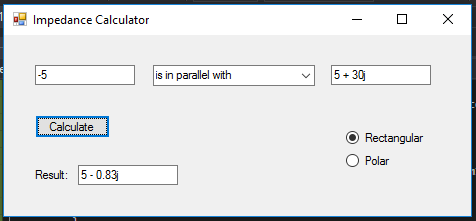 Impedance Calculator
-5 is in parallel with 5 + 30j
Calculate
Rectangular
Polar
Result: 5 - 0.83j